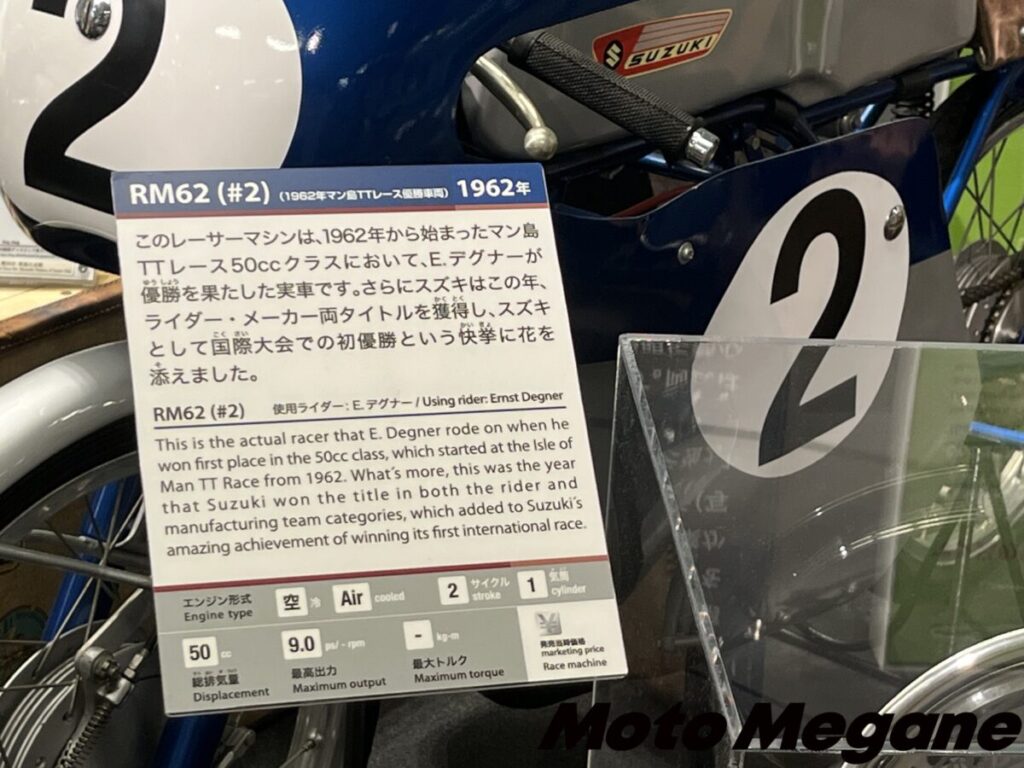 2
SUZUKI
2
RM62 (#2) (1962年マン島TTレース優勝車両) 1962年
このレーサーマシンは、1962年から始まったマン島
TTレース50ccクラスにおいて、E.デグナーが
優勝を果たした実車です。さらにスズキはこの年、
ライダー・メーカー両タイトルを獲得し、スズキ
として国際大会での初優勝という快挙に花を
添えました。
RM62 (#2) 使用ライダー：E.デグナー / Using rider: Ernst Degner
This is the actual racer that E. Degner rode on when he
won first place in the 50cc class, which started at the Isle of
Man TT Race from 1962. What's more, this was the year
that Suzuki won the title in both the rider and
manufacturing team categories, which added to Suzuki's
amazing achievement of winning its first international race.
エンジン形式 空 冷 Air cooled 2 サイクル 1 気筒
Engine type stroke cylinder
50 cc 9.0 ps/ - rpm - kg-m
総排気量 最高出力 最大トルク 発売当時価格
Displacement Maximum output Maximum torque marketing price
Race machine
Moto Megane